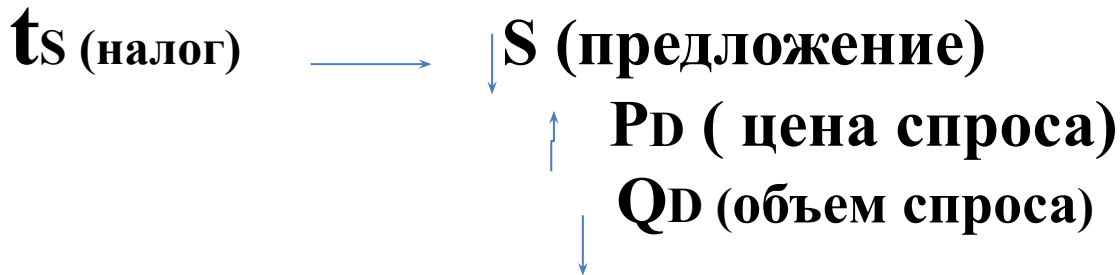 ts (налог) S (предложение)
PD ( цена спроса)
QD (объем спроса)